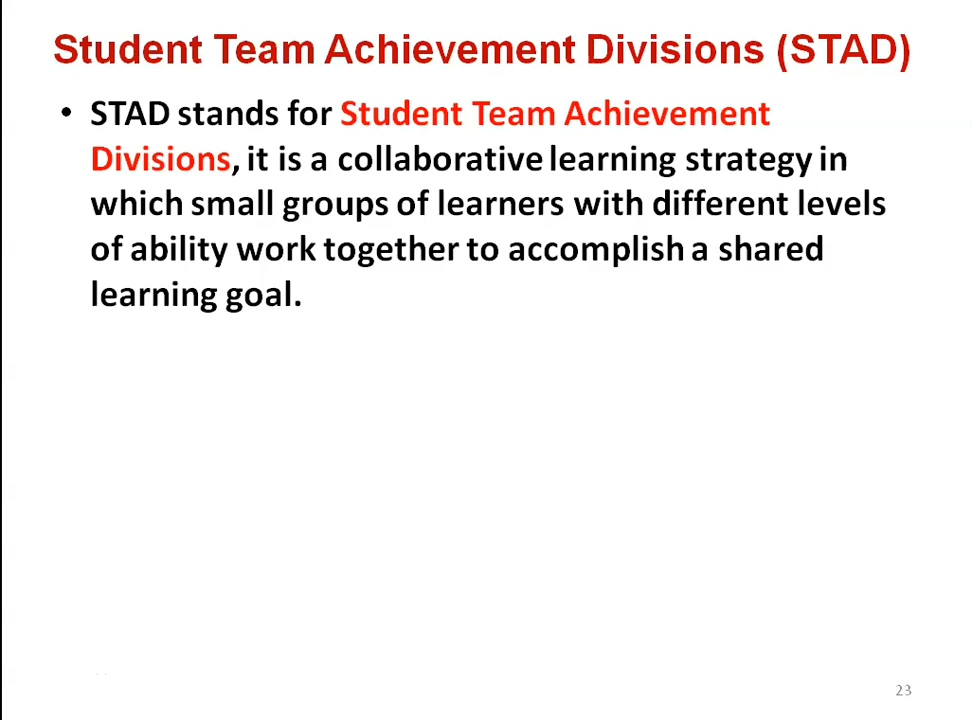 Student Team Achievement Divisions (STAD)
• STAD stands for Student Team Achievement
Divisions, it is a collaborative learning strategy in
which small groups of learners with different levels
of ability work together to accomplish a shared
learning goal.
23